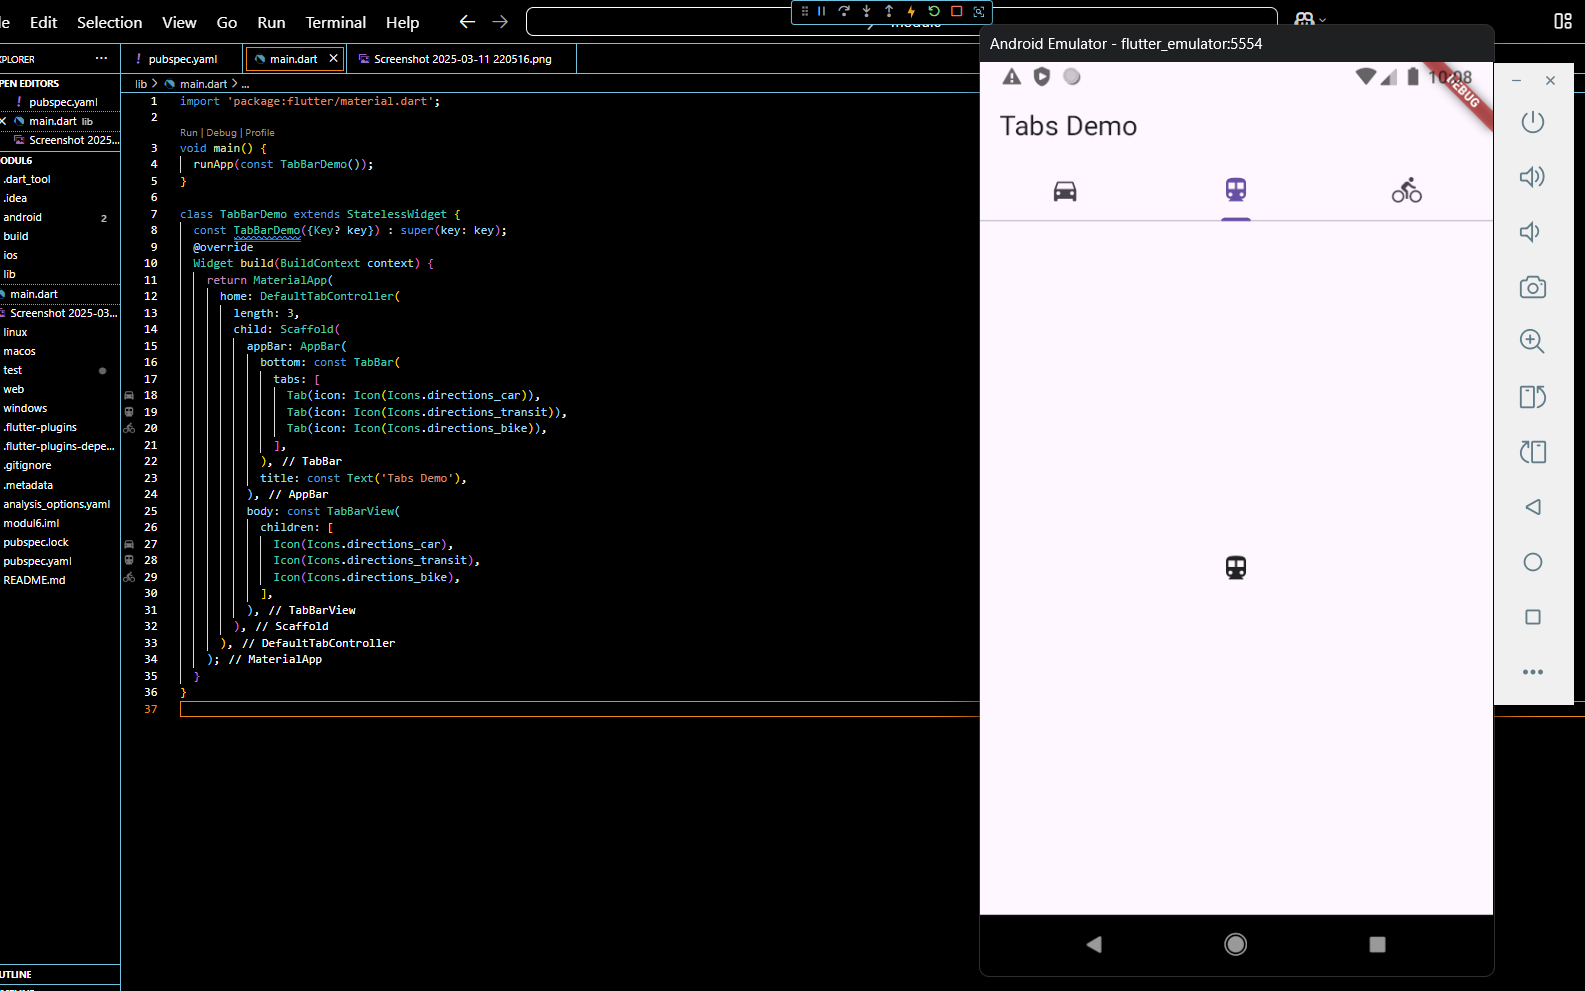 Edit Selection View Go Run Terminal Help
Android Emulator - flutter_emulator:5554
XPLORER
pubspec.yaml
main.dart
Screenshot 2025-03-11 220516.png
PEN EDITORS
pubspec.yaml
main.dart lib
Screenshot 2025...
ODUL6
.dart_tool
.idea
android 2
build
ios
lib
main.dart
Screenshot 2025-03...
linux
macos
test
web
windows
.flutter-plugins
.flutter-plugins-depe...
.gitignore
.metadata
analysis_options.yaml
modul6.iml
pubspec.lock
pubspec.yaml
README.md
UTLINE
lib > main.dart > ...
1 import 'package:flutter/material.dart';
2
Run | Debug | Profile
3 void main() {
4 runApp(const TabBarDemo());
5 }
6
7 class TabBarDemo extends StatelessWidget {
8 const TabBarDemo({Key? key}) : super(key: key);
9 @override
10 Widget build(BuildContext context) {
11 return MaterialApp(
12 home: DefaultTabController(
13 length: 3,
14 child: Scaffold(
15 appBar: AppBar(
16 bottom: const TabBar(
17 tabs: [
18 Tab(icon: Icon(Icons.directions_car)),
19 Tab(icon: Icon(Icons.directions_transit)),
20 Tab(icon: Icon(Icons.directions_bike)),
21 ],
22 ), // TabBar
23 title: const Text('Tabs Demo'),
24 ), // AppBar
25 body: const TabBarView(
26 children: [
27 Icon(Icons.directions_car),
28 Icon(Icons.directions_transit),
29 Icon(Icons.directions_bike),
30 ],
31 ), // TabBarView
32 ), // Scaffold
33 ), // DefaultTabController
34 ); // MaterialApp
35 }
36 }
37
10:08
DEBUG
Tabs Demo